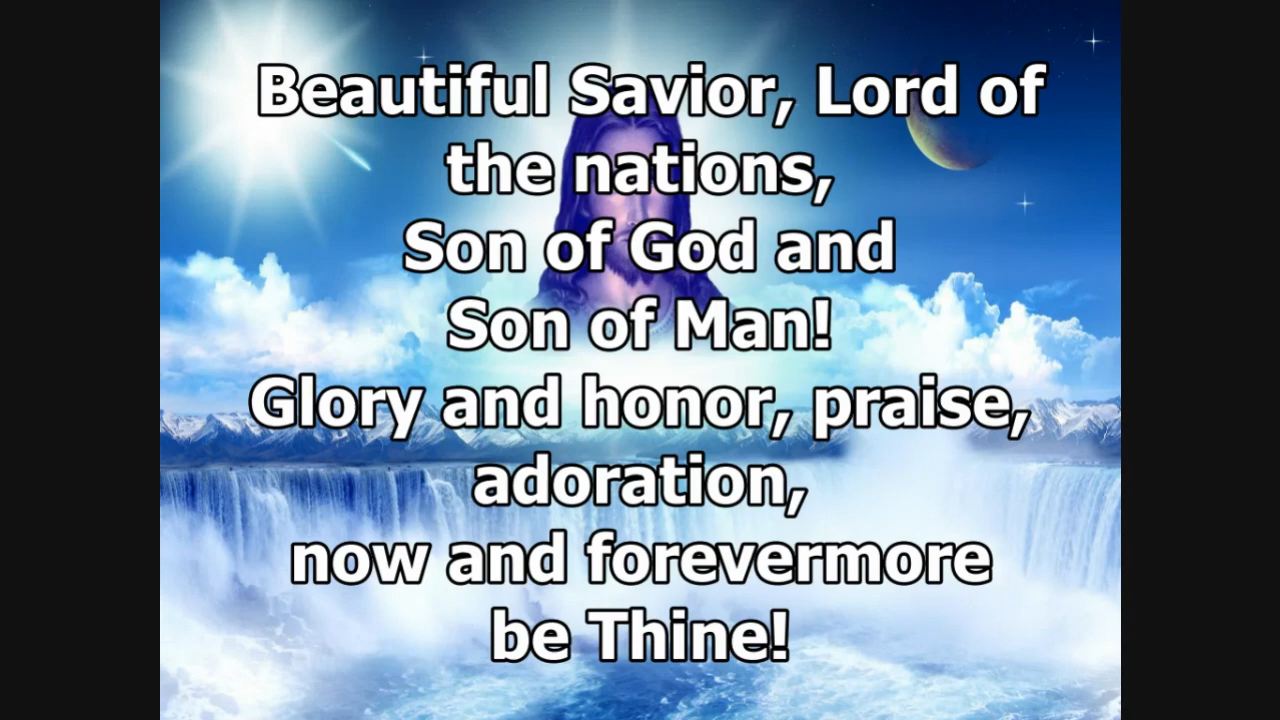 Beautiful Savior, Lord of
the nations,
Son of God and
Son of Man!
Glory and honor, praise,
adoration,
now and forevermore
be Thine!